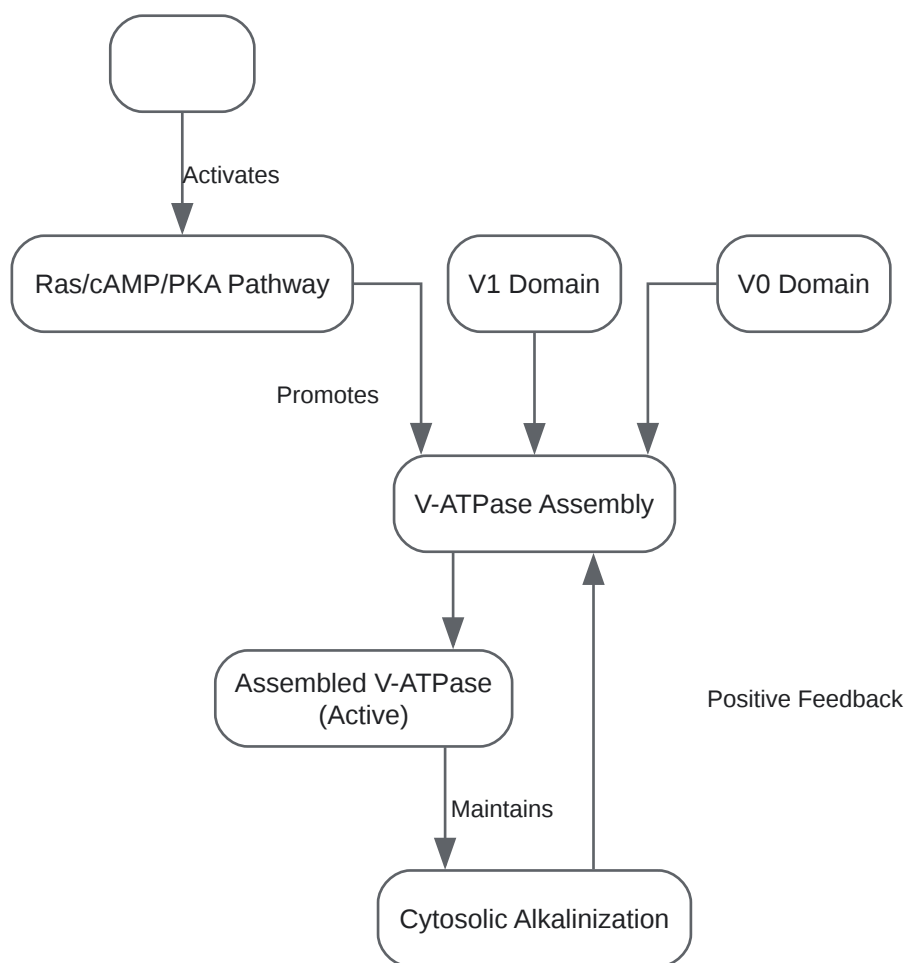 Activates
Ras/cAMP/PKA Pathway
V1 Domain
V0 Domain
Promotes
V-ATPase Assembly
Assembled V-ATPase
(Active)
Positive Feedback
Maintains
Cytosolic Alkalinization